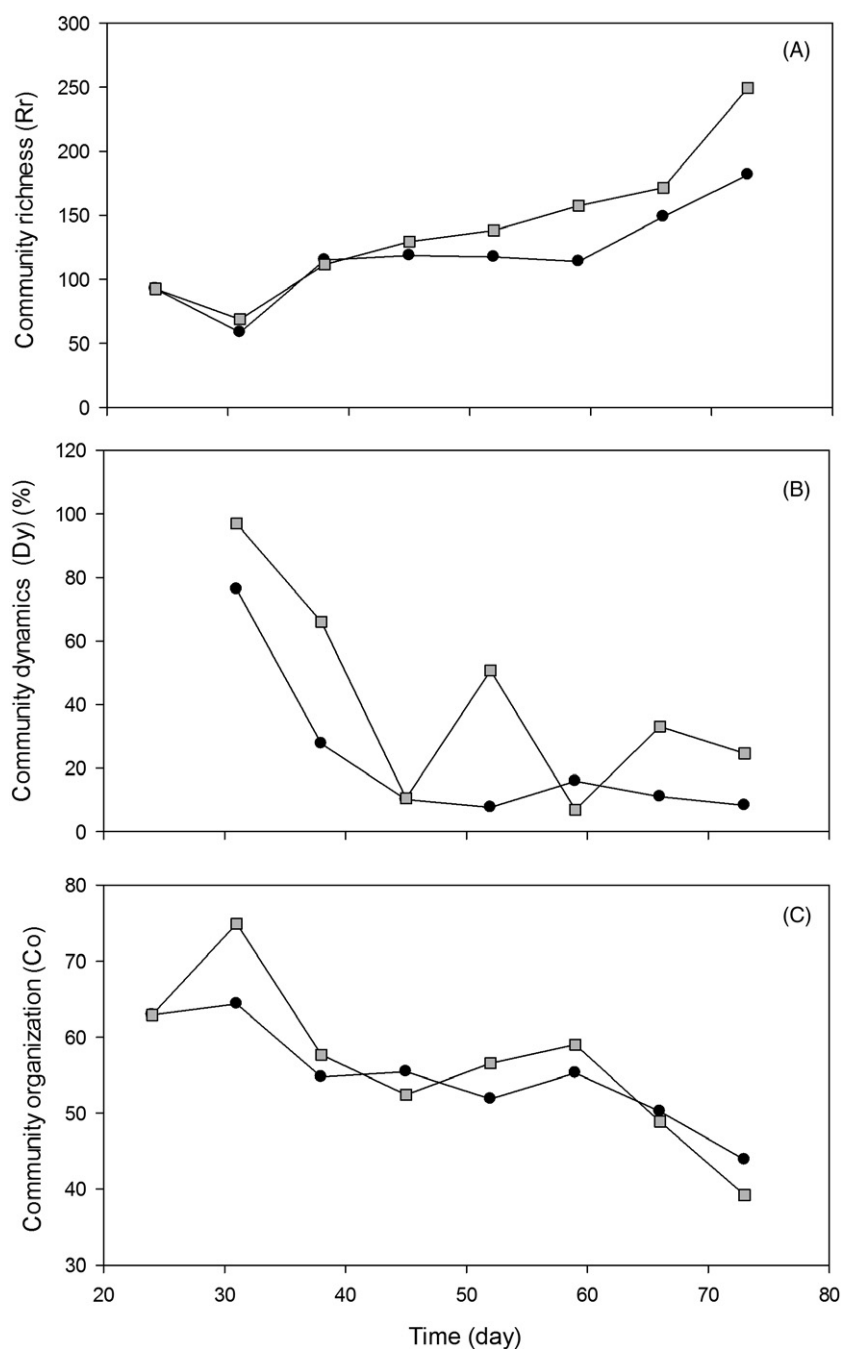 300
250
200
150
100
50
0
Community richness (Rr)
(A)
120
100
80
60
40
20
0
Community dynamics (Dy) (%)
(B)
80
70
60
50
40
30
Community organization (Co)
(C)
20 30 40 50 60 70 80
Time (day)